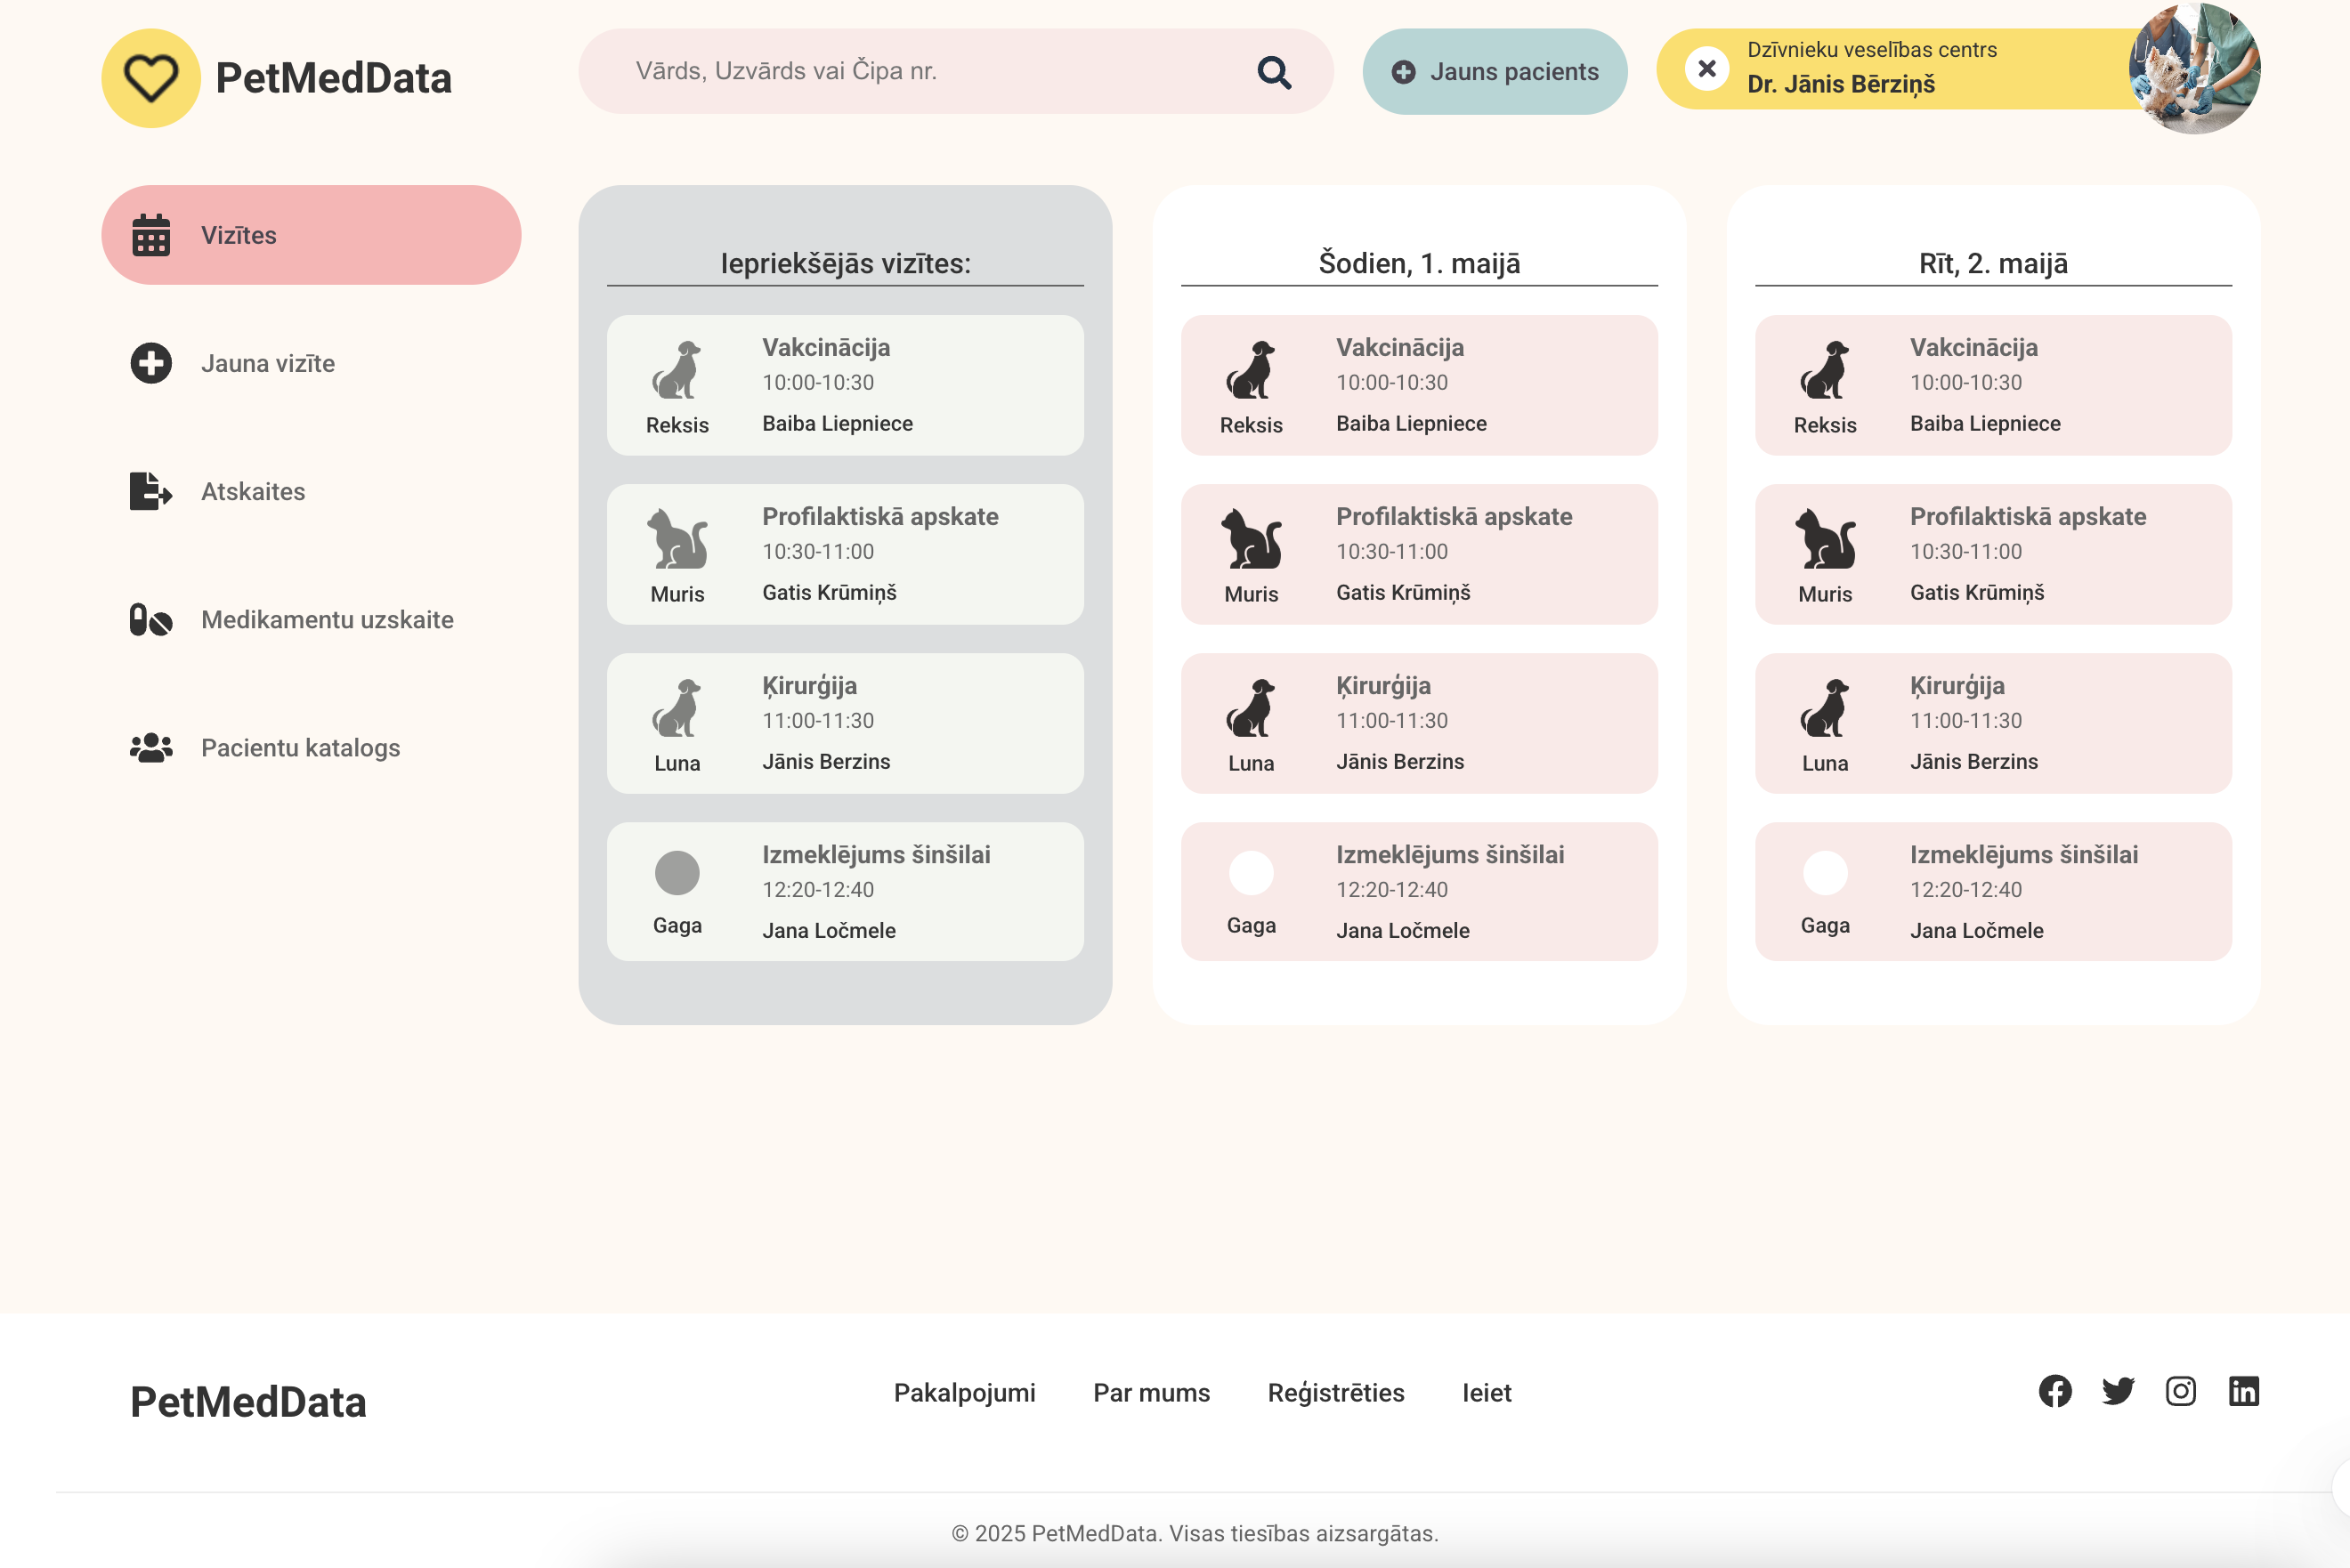 PetMedData
Vārds, Uzvārds vai Čipa nr.
Jauns pacients
Dzīvnieku veselības centrs
Dr. Jānis Bērziņš
Vizītes
Jauna vizīte
Atskaites
Medikamentu uzskaite
Pacientu katalogs
Iepriekšējās vizītes:
Vakcinācija
10:00-10:30
Reksis
Baiba Liepniece
Profilaktiskā apskate
10:30-11:00
Muris
Gatis Krūmiņš
Ķirurģija
11:00-11:30
Luna
Jānis Berzins
Izmeklējums šinšilai
12:20-12:40
Gaga
Jana Ločmele
Šodien, 1. maijā
Vakcinācija
10:00-10:30
Reksis
Baiba Liepniece
Profilaktiskā apskate
10:30-11:00
Muris
Gatis Krūmiņš
Ķirurģija
11:00-11:30
Luna
Jānis Berzins
Izmeklējums šinšilai
12:20-12:40
Gaga
Jana Ločmele
Rīt, 2. maijā
Vakcinācija
10:00-10:30
Reksis
Baiba Liepniece
Profilaktiskā apskate
10:30-11:00
Muris
Gatis Krūmiņš
Ķirurģija
11:00-11:30
Luna
Jānis Berzins
Izmeklējums šinšilai
12:20-12:40
Gaga
Jana Ločmele
PetMedData
Pakalpojumi
Par mums
Reģistrēties
Ieiet
© 2025 PetMedData. Visas tiesības aizsargātas.